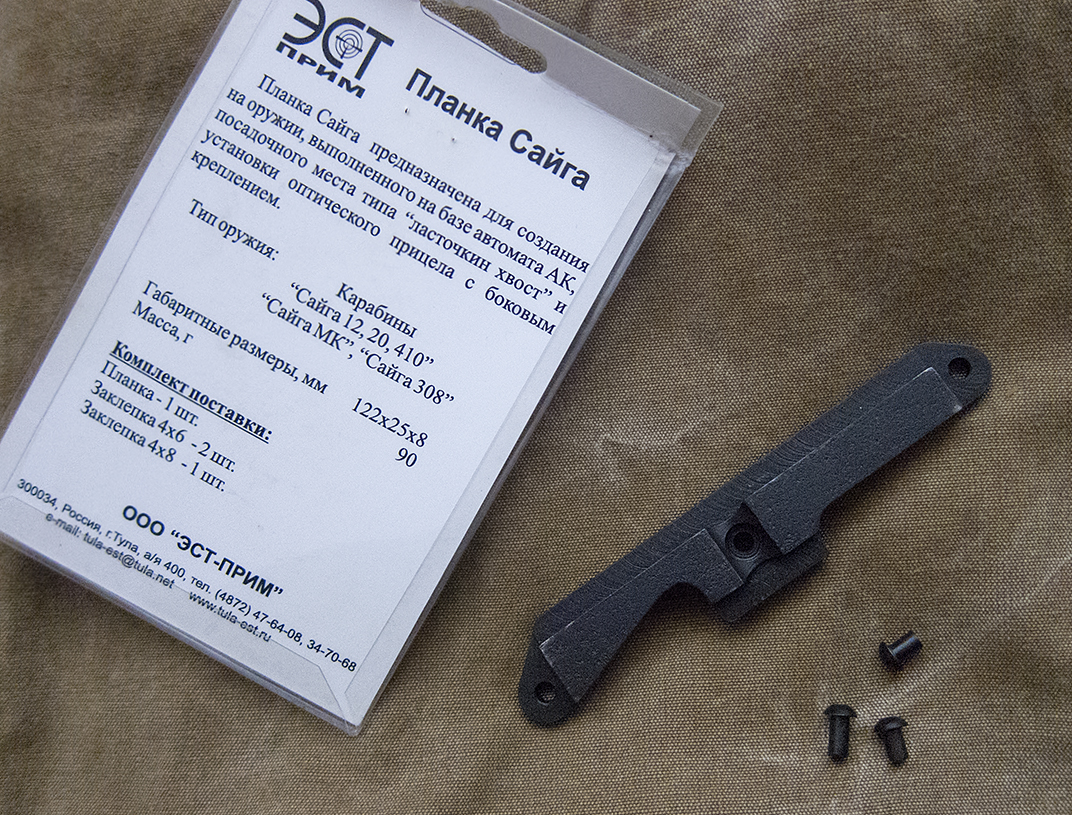 ЭСТ
ПРИМ
Планка Сайга
Планка Сайга предназначена для создания
на оружии, выполненного на базе автомата АК,
посадочного места типа “ласточкин хвост” и
установки оптического прицела с боковым
креплением.
Тип оружия:
Карабины
“Сайга 12, 20, 410”
“Сайга МК”, “Сайга 308”
Габаритные размеры, мм 122х25х8
Масса, г 90
Комплект поставки:
Планка - 1 шт.
Заклепка 4х6 - 2 шт.
Заклепка 4х8 - 1 шт.
ООО “ЭСТ-ПРИМ”
300034, Россия, г.Тула, а/я 400, тел. (4872) 47-64-08, 34-70-68
e-mail: tula-est@tula.net www.tula-est.ru